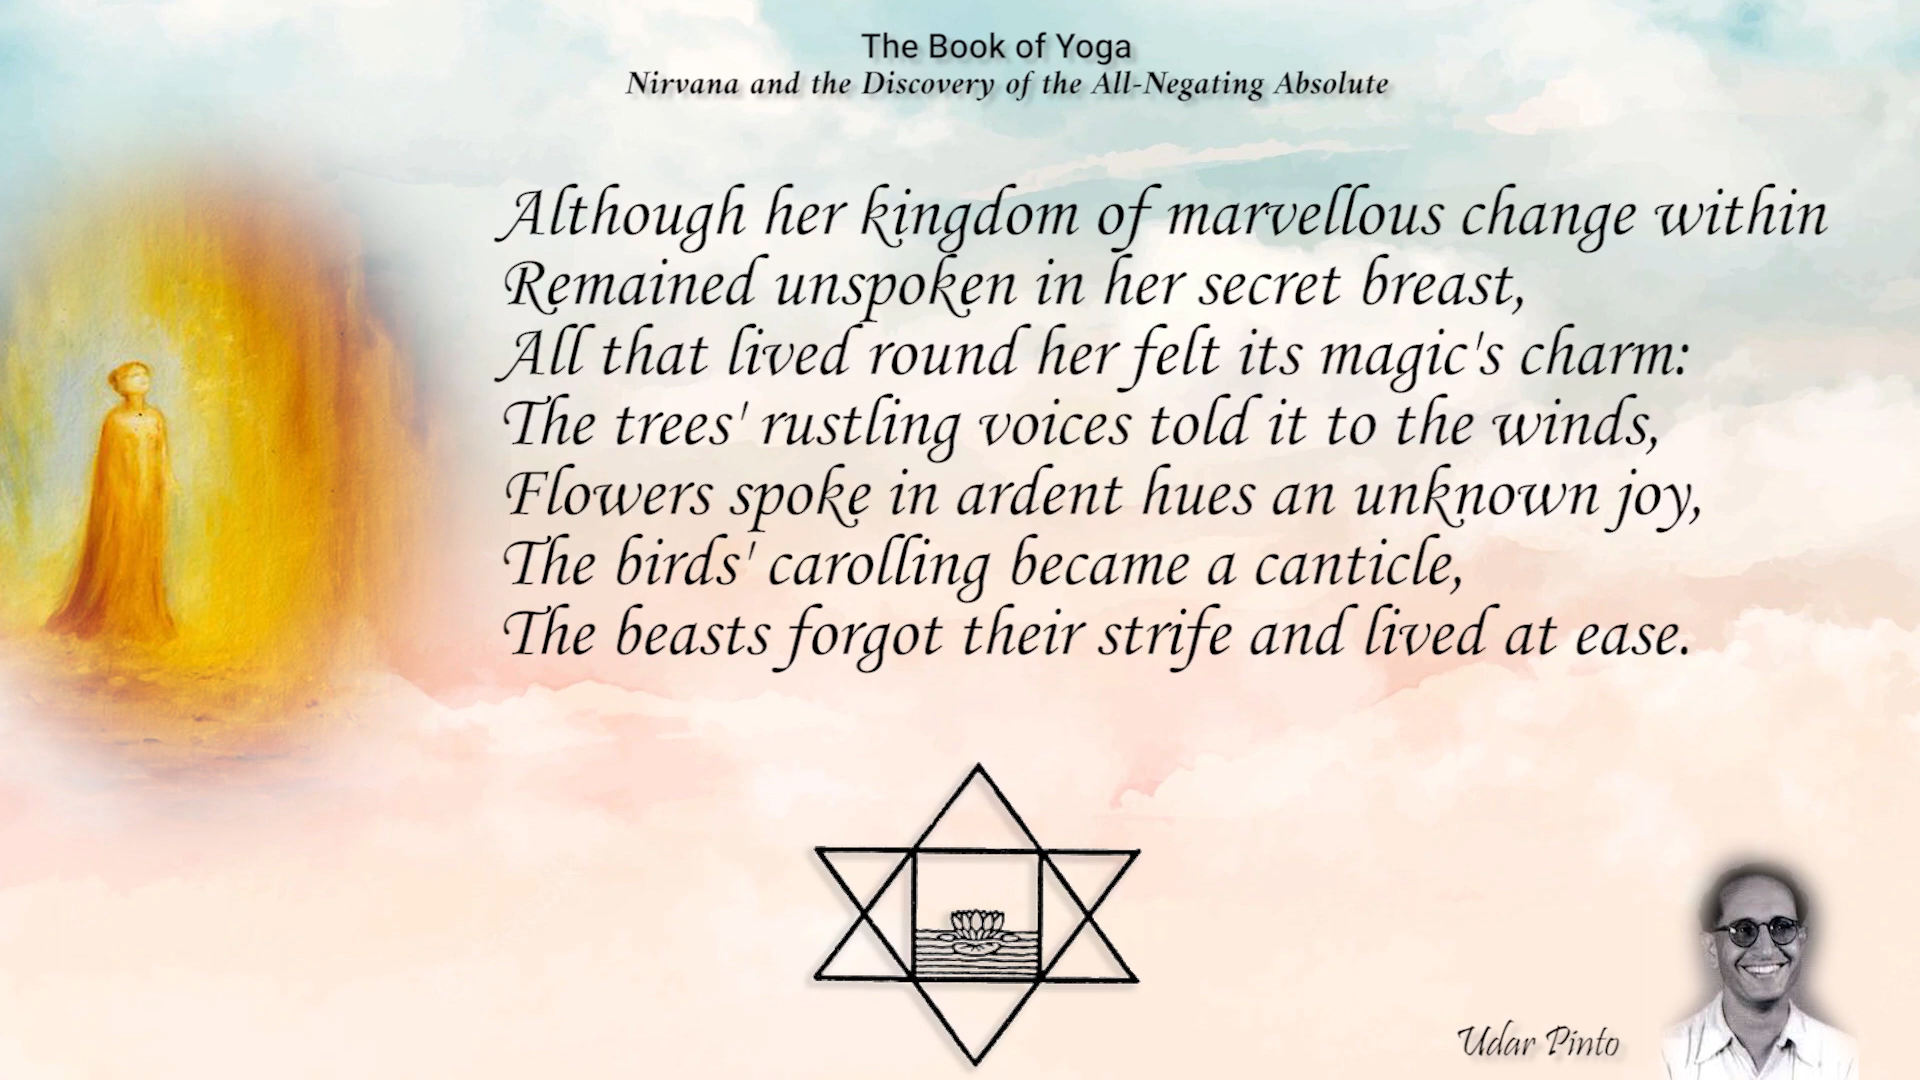 The Book of Yoga
Nirvana and the Discovery of the All-Negating Absolute
Although her kingdom of marvellous change within
Remained unspoken in her secret breast,
All that lived round her felt its magic's charm:
The trees' rustling voices told it to the winds,
Flowers spoke in ardent hues an unknown joy,
The birds' carolling became a canticle,
The beasts forgot their strife and lived at ease.
Udar Pinto